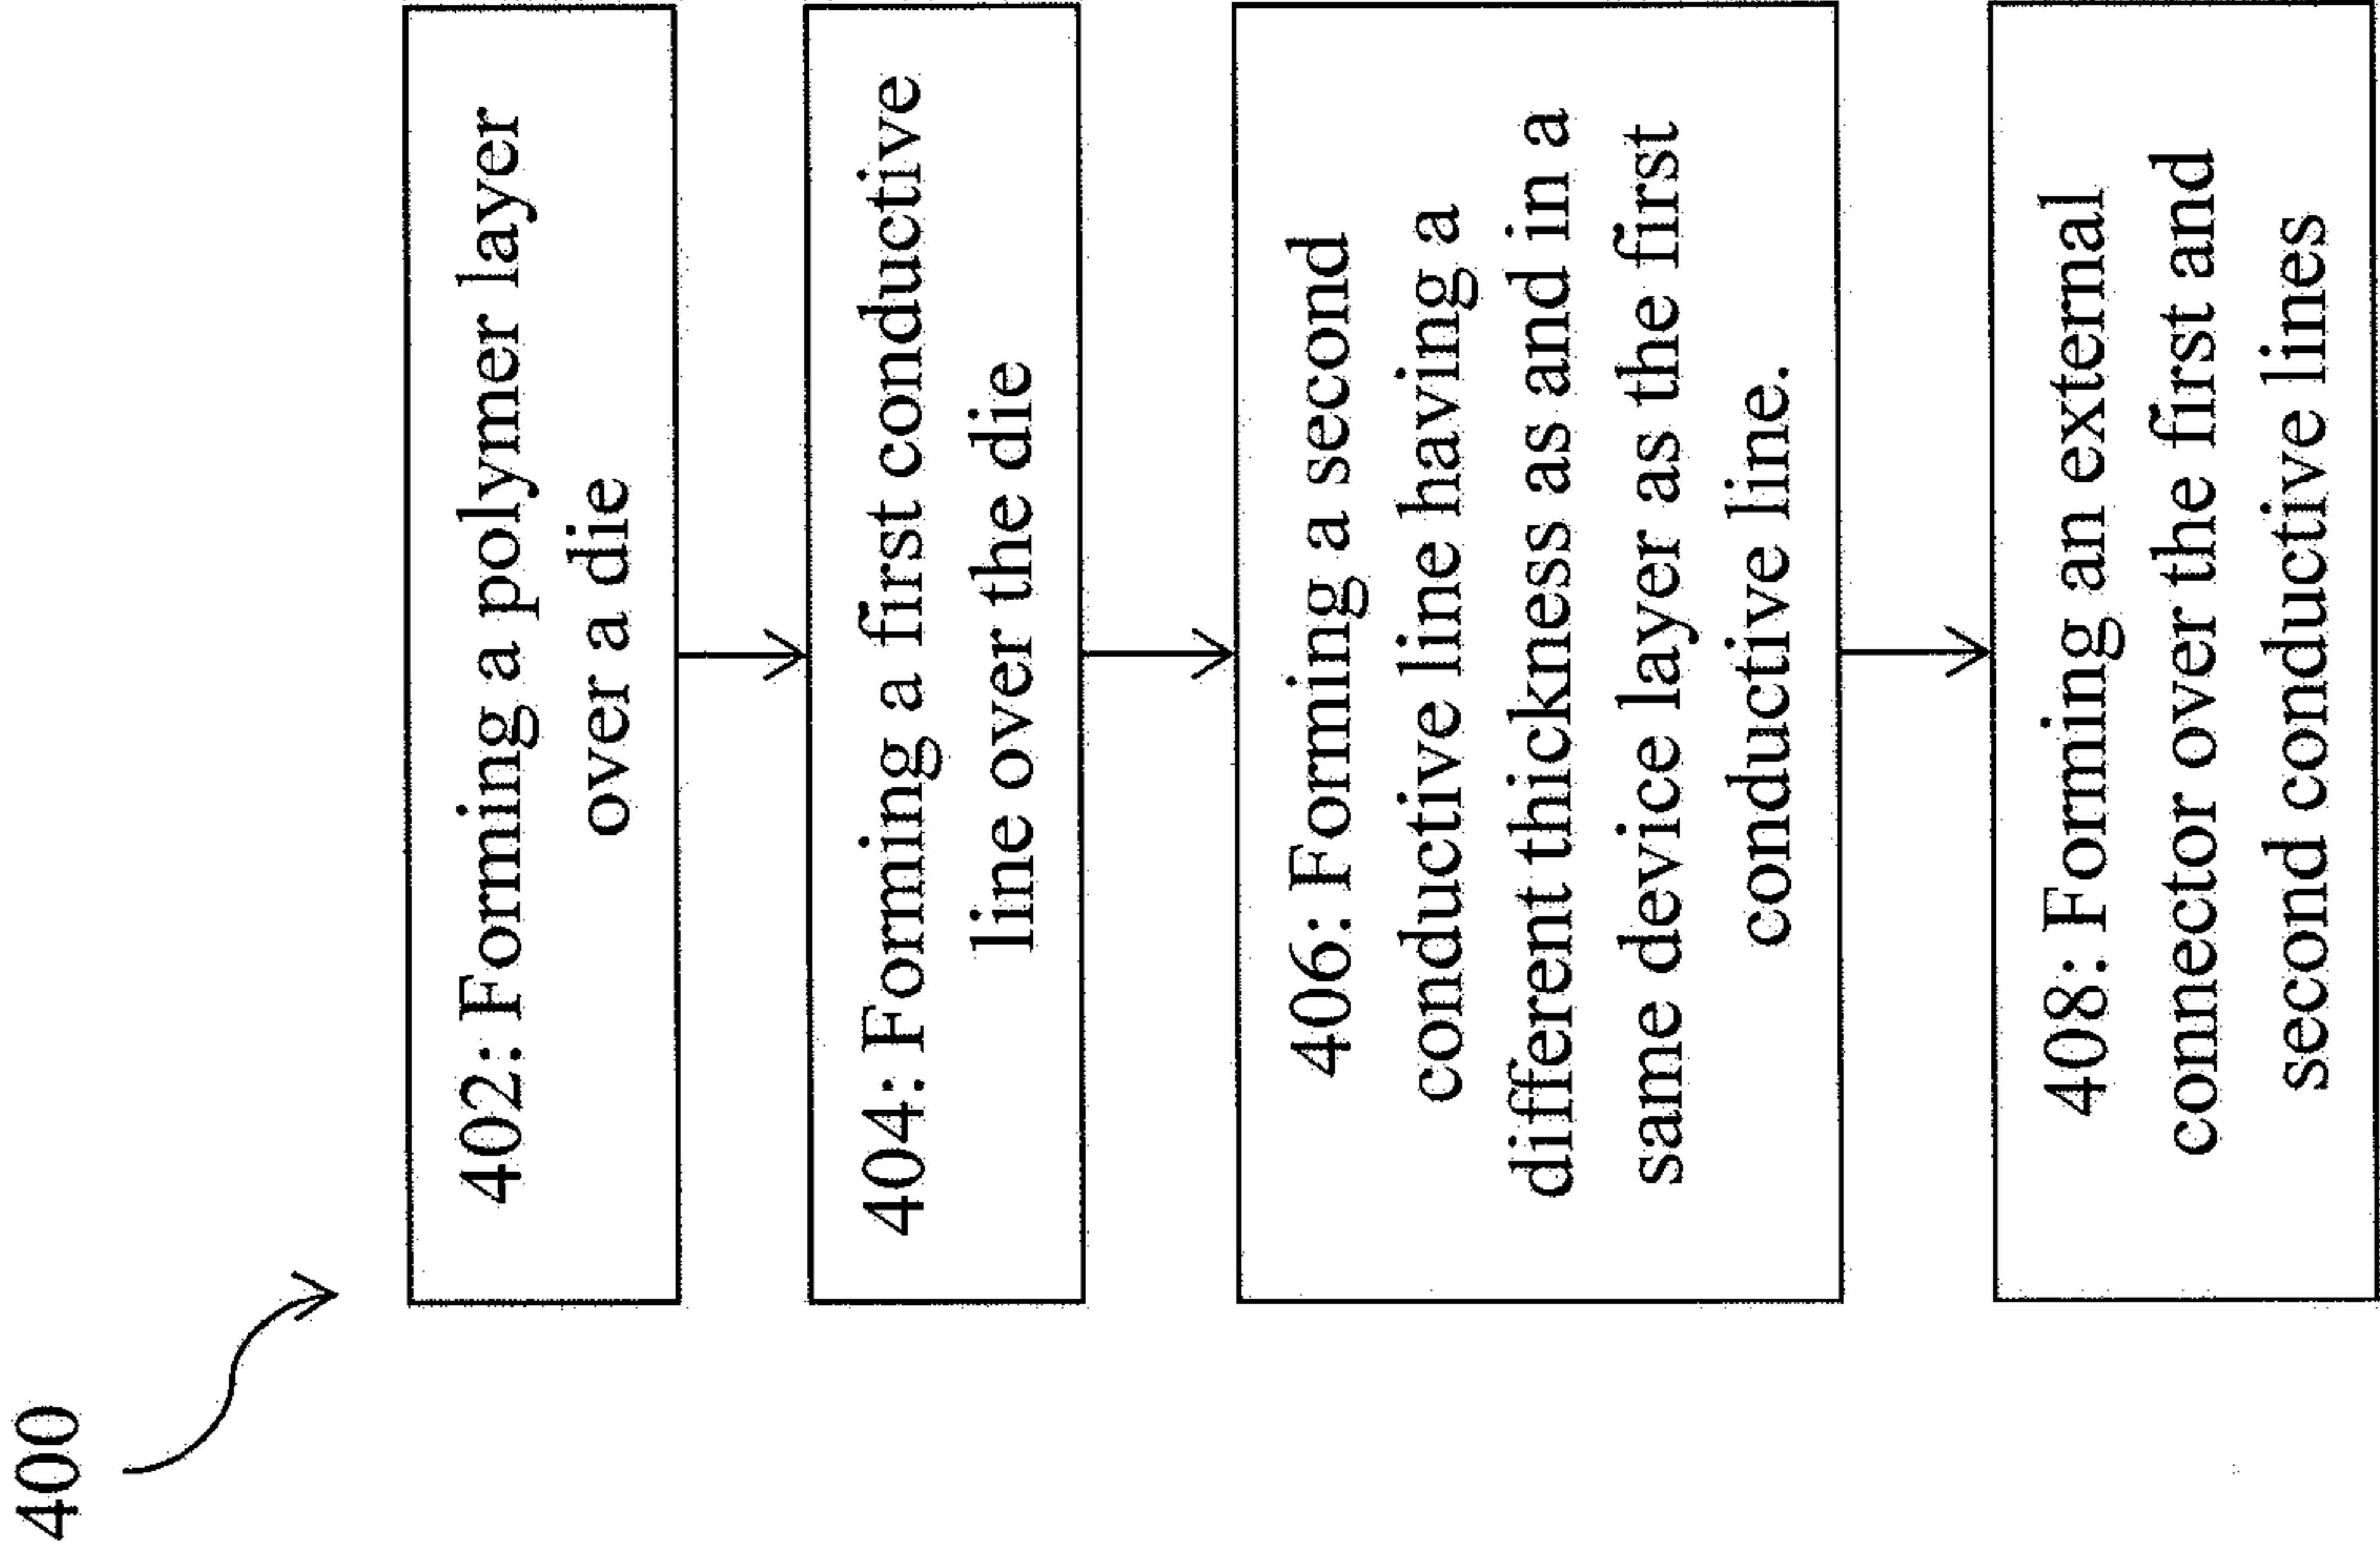 400
402: Forming a polymer layer
over a die
404: Forming a first conductive
line over the die
406: Forming a second
conductive line having a
different thickness as and in a
same device layer as the first
conductive line.
408: Forming an external
connector over the first and
second conductive lines